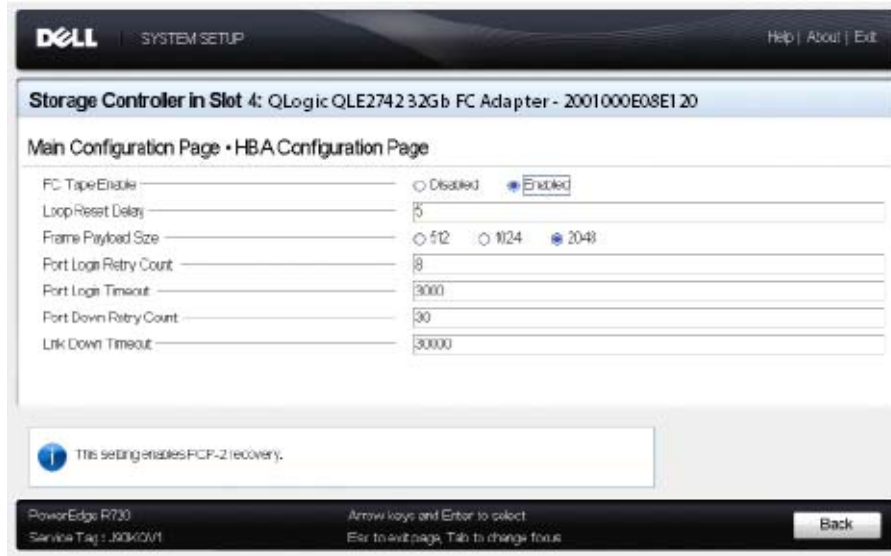 DELL SYSTEM SETUP Help | About | Exit
Storage Controller in Slot 4: QLogic QLE2742 32Gb FC Adapter - 2001000E08E120
Main Configuration Page • HBA Configuration Page
FC Tape Enable Disabled Enabled
Loop Reset Delay 5
Frame Payload Size 512 1024 2048
Port Login Retry Count 8
Port Login Timeout 3000
Port Down Retry Count 30
Link Down Timeout 30000
This setting enables FCP-2 recovery.
PowerEdge R730 Arrow keys and Enter to select
Service Tag : Esc to exit page, Tab to change focus
Back